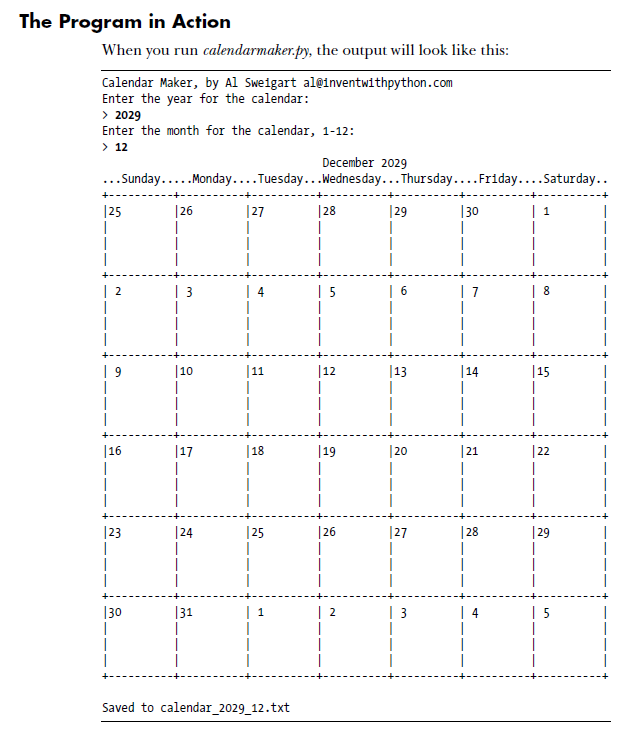 The Program in Action
When you run calendarmaker.py, the output will look like this:
Calendar Maker, by Al Sweigart al@inventwithpython.com
Enter the year for the calendar:
> 2029
Enter the month for the calendar, 1-12:
> 12
December 2029
...Sunday.....Monday....Tuesday...Wednesday...Thursday....Friday....Saturday..
+----------+----------+----------+----------+----------+----------+----------+
|25        |26        |27        |28        |29        |30        | 1        |
|          |          |          |          |          |          |          |
|          |          |          |          |          |          |          |
|          |          |          |          |          |          |          |
+----------+----------+----------+----------+----------+----------+----------+
| 2        | 3        | 4        | 5        | 6        | 7        | 8        |
|          |          |          |          |          |          |          |
|          |          |          |          |          |          |          |
|          |          |          |          |          |          |          |
+----------+----------+----------+----------+----------+----------+----------+
| 9        |10        |11        |12        |13        |14        |15        |
|          |          |          |          |          |          |          |
|          |          |          |          |          |          |          |
|          |          |          |          |          |          |          |
+----------+----------+----------+----------+----------+----------+----------+
|16        |17        |18        |19        |20        |21        |22        |
|          |          |          |          |          |          |          |
|          |          |          |          |          |          |          |
|          |          |          |          |          |          |          |
+----------+----------+----------+----------+----------+----------+----------+
|23        |24        |25        |26        |27        |28        |29        |
|          |          |          |          |          |          |          |
|          |          |          |          |          |          |          |
|          |          |          |          |          |          |          |
+----------+----------+----------+----------+----------+----------+----------+
|30        |31        | 1        | 2        | 3        | 4        | 5        |
|          |          |          |          |          |          |          |
|          |          |          |          |          |          |          |
|          |          |          |          |          |          |          |
+----------+----------+----------+----------+----------+----------+----------+
Saved to calendar_2029_12.txt